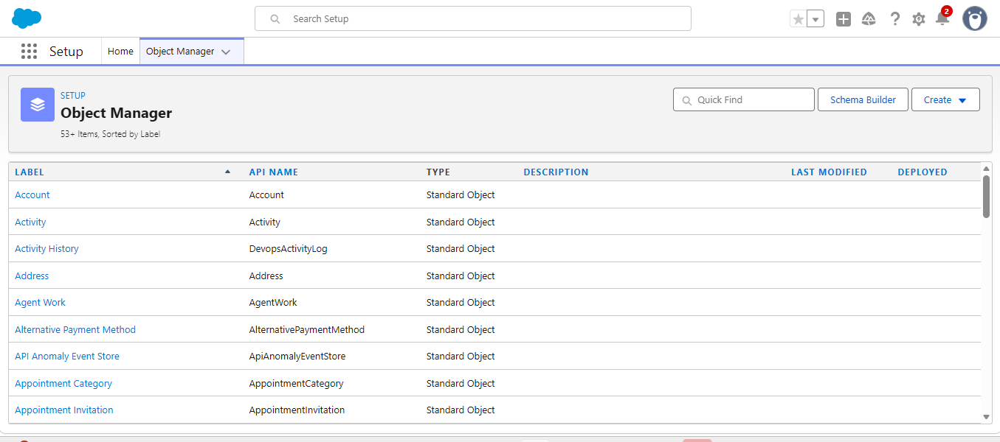 Search Setup
2
Setup Home Object Manager
SETUP
Object Manager
53+ Items, Sorted by Label
Quick Find Schema Builder Create
LABEL API NAME TYPE DESCRIPTION LAST MODIFIED DEPLOYED
Account Account Standard Object
Activity Activity Standard Object
Activity History DevopsActivityLog Standard Object
Address Address Standard Object
Agent Work AgentWork Standard Object
Alternative Payment Method AlternativePaymentMethod Standard Object
API Anomaly Event Store ApiAnomalyEventStore Standard Object
Appointment Category AppointmentCategory Standard Object
Appointment Invitation AppointmentInvitation Standard Object